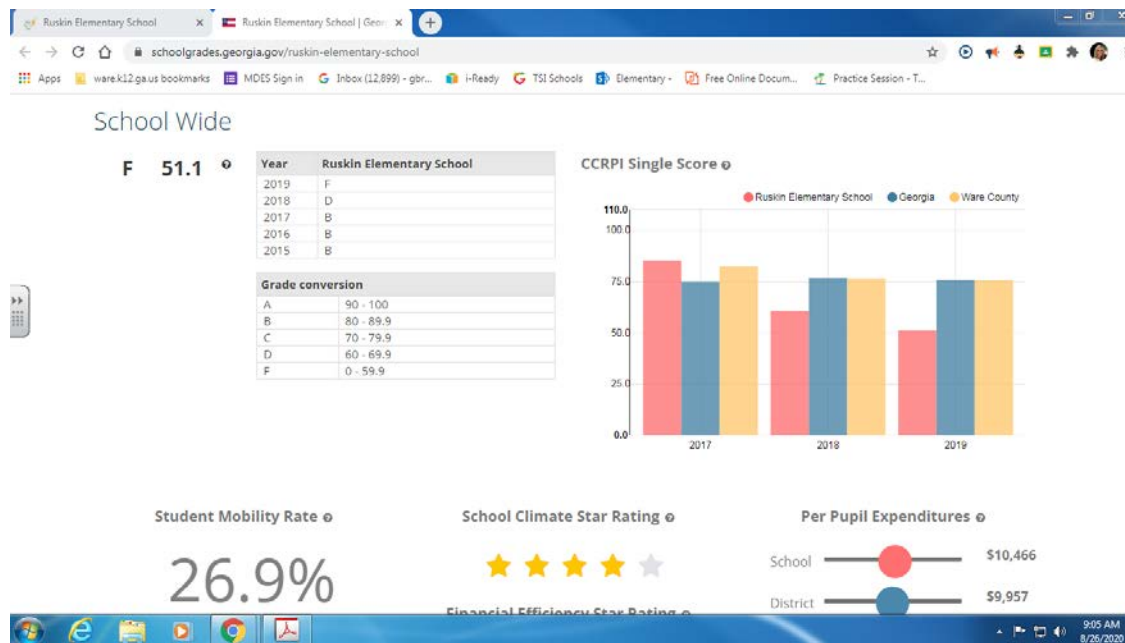 Ruskin Elementary School
Ruskin Elementary School | Geor
schoolgrades.georgia.gov/ruskin-elementary-school
Apps ware.k12.ga.us bookmarks MDES Sign in Inbox (12,899) - gbr... i-Ready TSI Schools Elementary - Free Online Docum... Practice Session - T...
School Wide
F 51.1
Year Ruskin Elementary School
2019 F
2018 D
2017 B
2016 B
2015 B
Grade conversion
A 90 - 100
B 80 - 89.9
C 70 - 79.9
D 60 - 69.9
F 0 - 59.9
CCRPI Single Score
Ruskin Elementary School Georgia Ware County
110.0
100.0
75.0
50.0
25.0
0.0
2017 2018 2019
Student Mobility Rate
26.9%
School Climate Star Rating
Financial Efficiency Star Rating
Per Pupil Expenditures
School $10,466
District $9,957
9:05 AM
8/26/2020